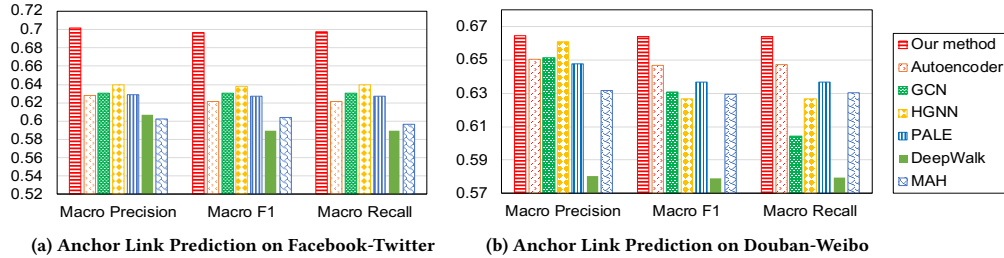 0.72
0.7
0.68
0.66
0.64
0.62
0.6
0.58
0.56
0.54
0.52
Macro Precision Macro F1 Macro Recall
(a) Anchor Link Prediction on Facebook-Twitter
0.67
0.65
0.63
0.61
0.59
0.57
Macro Precision Macro F1 Macro Recall
(b) Anchor Link Prediction on Douban-Weibo
Our method
Autoencoder
GCN
HGNN
PALE
DeepWalk
MAH